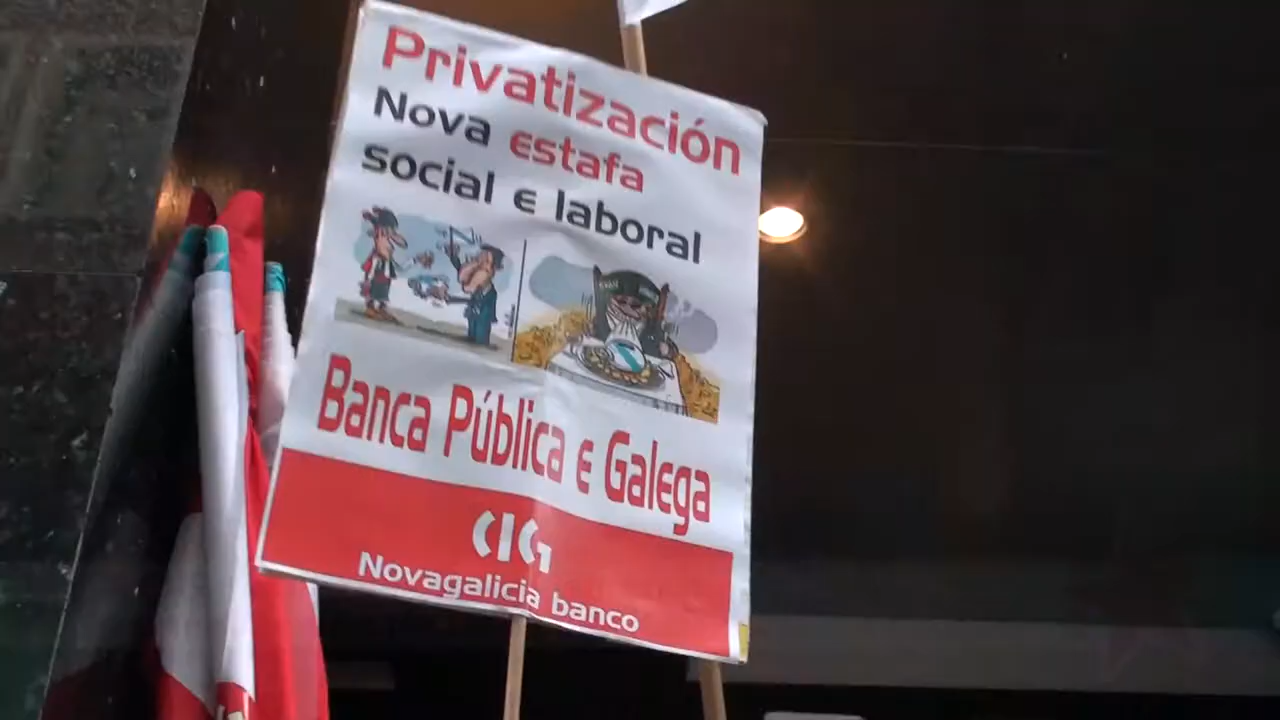 Privatización
Nova estafa
social e laboral
Banca Pública e Galega
CIG
Novagalicia banco